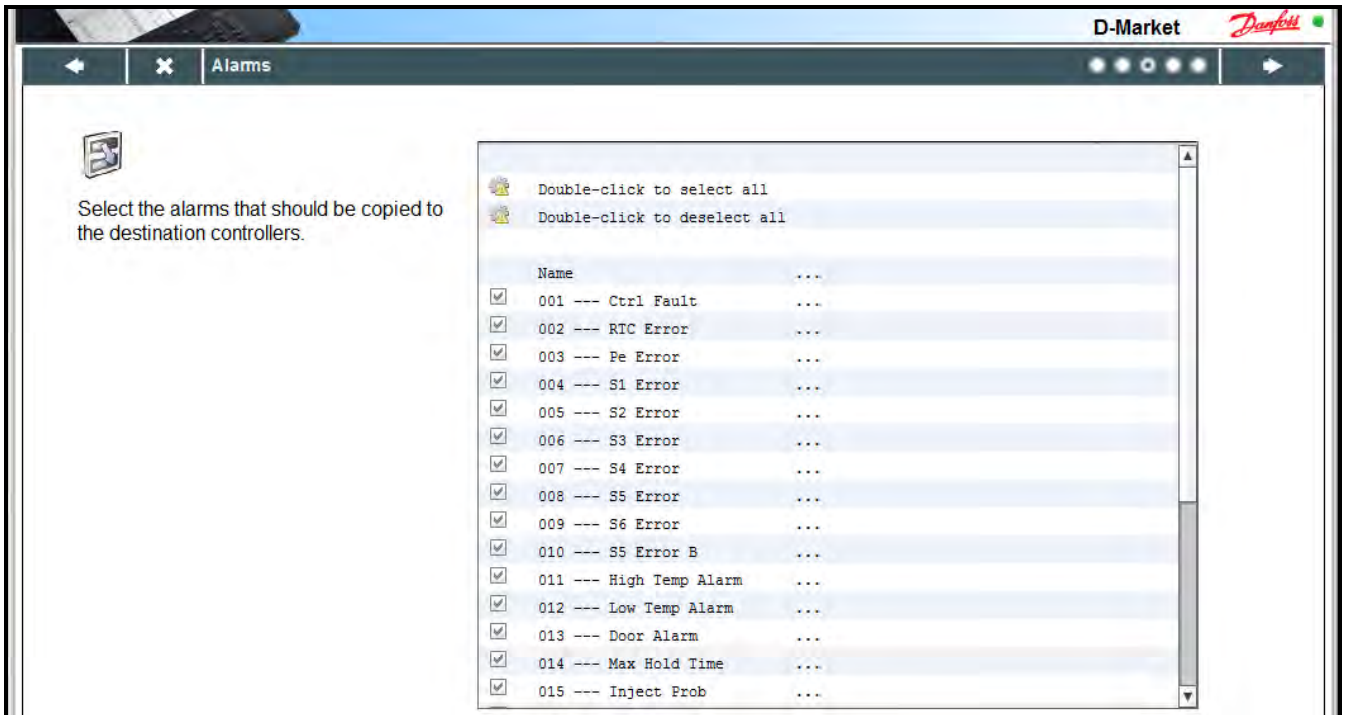 D-Market
Danfoss
Alarms
Select the alarms that should be copied to
the destination controllers.
Double-click to select all
Double-click to deselect all
Name ...
001 --- Ctrl Fault ...
002 --- RTC Error ...
003 --- Pe Error ...
004 --- S1 Error ...
005 --- S2 Error ...
006 --- S3 Error ...
007 --- S4 Error ...
008 --- S5 Error ...
009 --- S6 Error ...
010 --- S5 Error B ...
011 --- High Temp Alarm ...
012 --- Low Temp Alarm ...
013 --- Door Alarm ...
014 --- Max Hold Time ...
015 --- Inject Prob ...